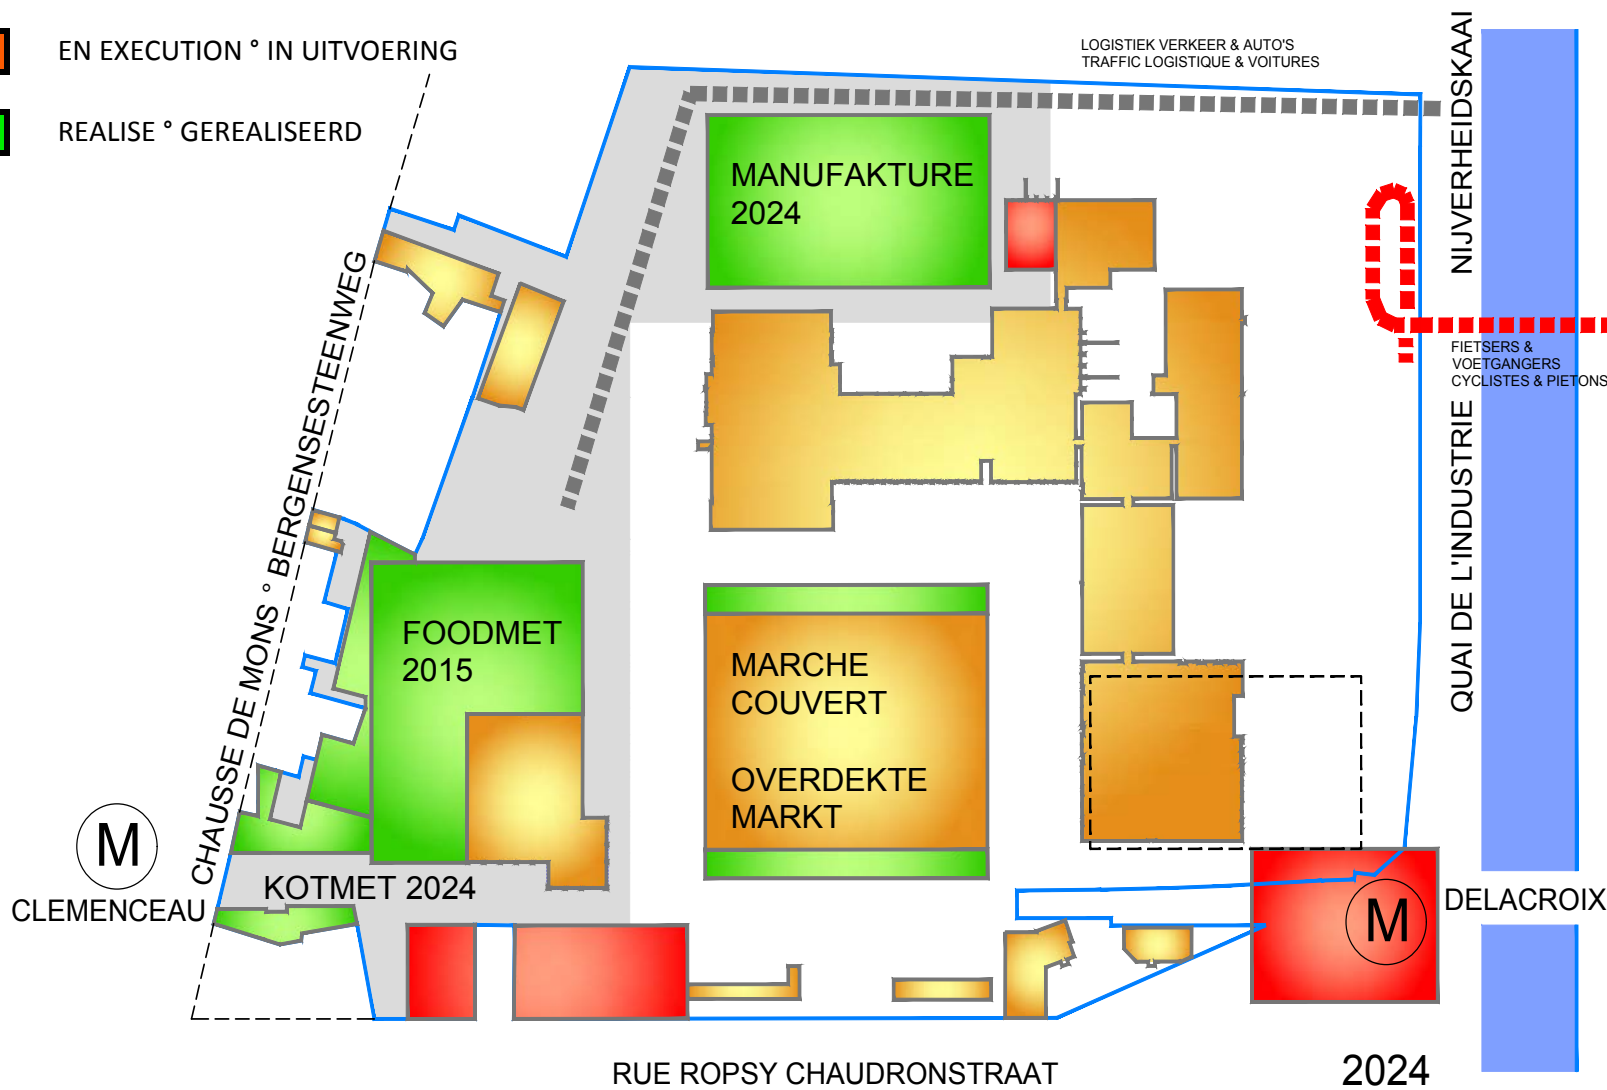 EN EXECUTION ° IN UITVOERING
REALISE ° GEREALISEERD
LOGISTIEK VERKEER & AUTO'S
TRAFFIC LOGISTIQUE & VOITURES
NIJVERHEIDSKAAI
MANUFAKTURE
2024
CHAUSSE DE MONS ° BERGENSESTEENWEG
FIETSERS &
VOETGANGERS
CYCLISTES & PIETONS
QUAI DE L'INDUSTRIE
FOODMET
2015
MARCHE
COUVERT
OVERDEKTE
MARKT
M
CLEMENCEAU
KOTMET 2024
M
DELACROIX
RUE ROPSY CHAUDRONSTRAAT
2024